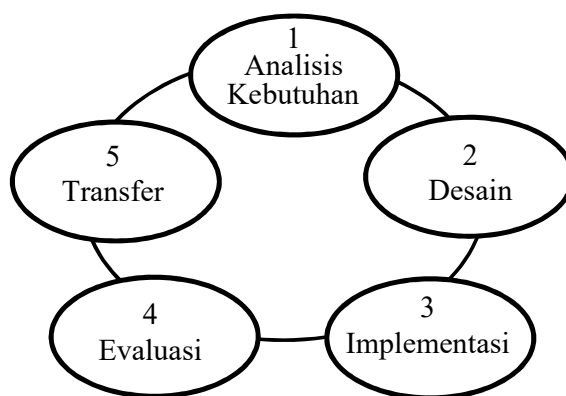 1
Analisis
Kebutuhan
2
Desain
3
Implementasi
4
Evaluasi
5
Transfer